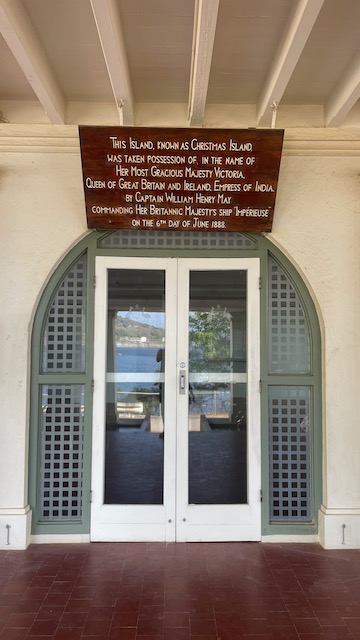 This Island, known as Christmas Island,
was taken possession of, in the name of
Her Most Gracious Majesty Victoria,
Queen of Great Britain and Ireland, Empress of India,
by Captain William Henry May
commanding Her Britannic Majesty's ship "Impérieuse"
on the 6th day of June 1888.